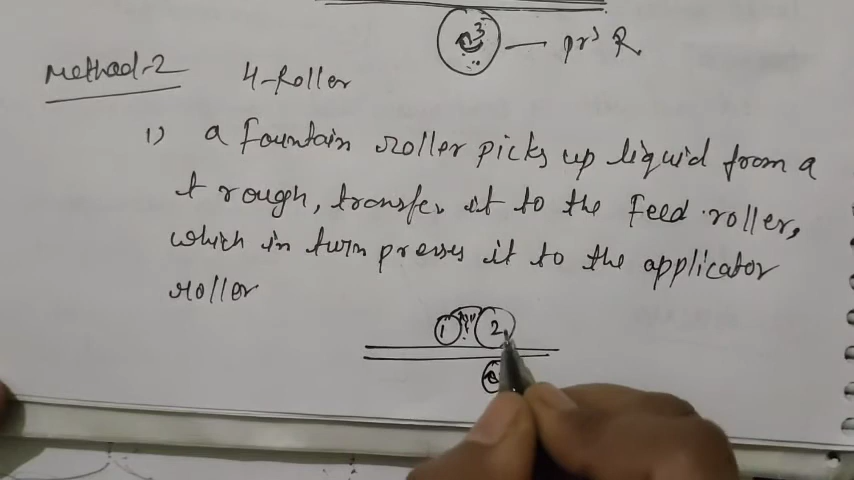 3 — prs R
Method-2 4-Roller
1) a fountain roller picks up liquid from a
trough, transfer it to the Feed roller,
which in turn presses it to the applicator
roller
1 2